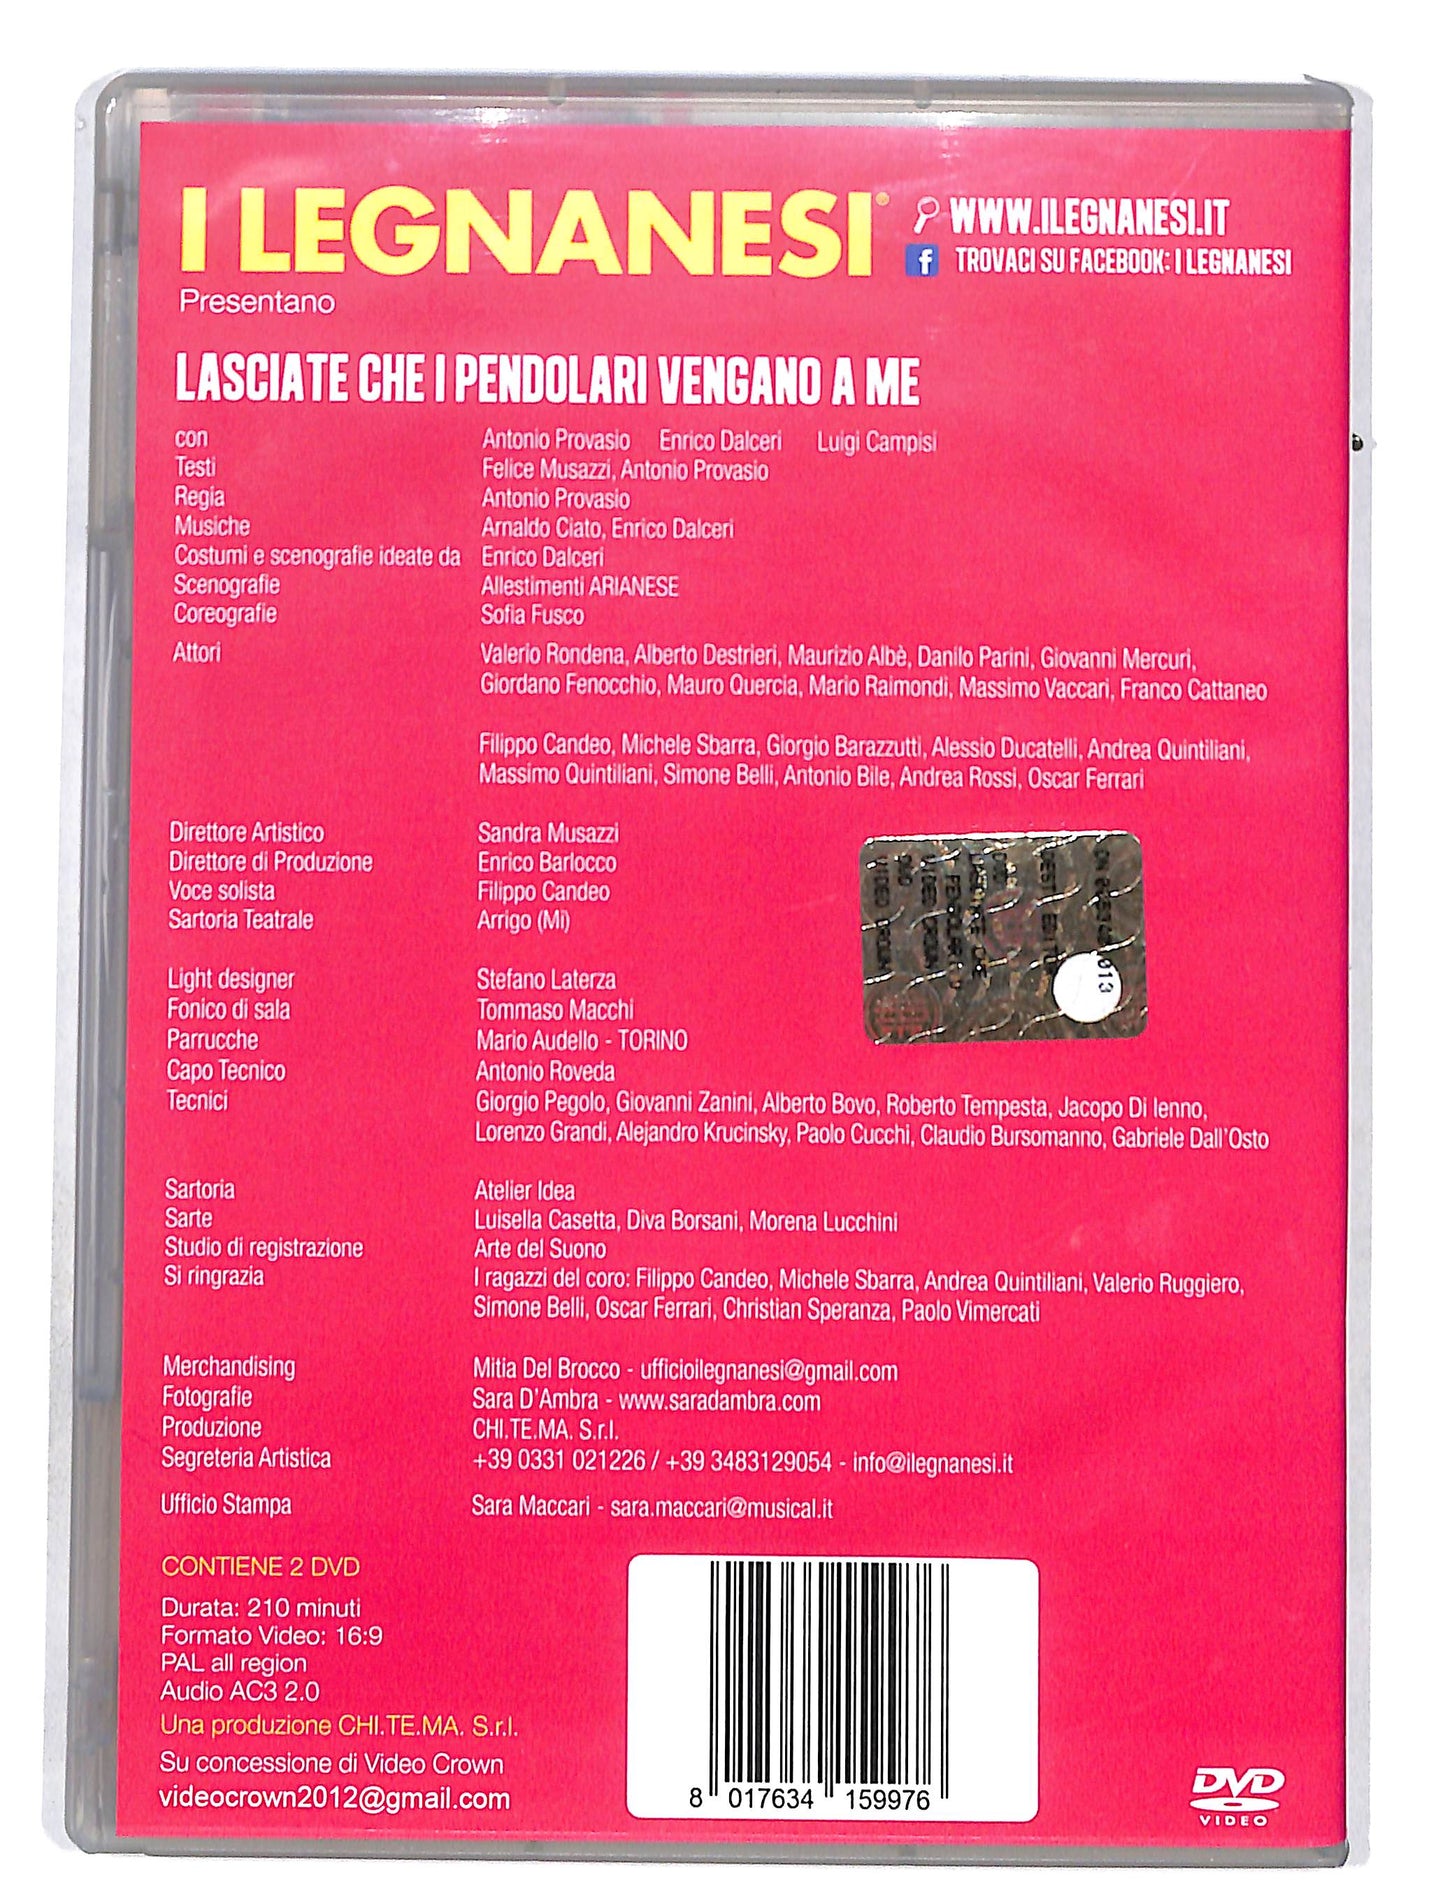 I LEGNANESI®
WWW.ILEGNANESI.IT
f TROVACI SU FACEBOOK: I LEGNANESI
Presentano
LASCIATE CHE I PENDOLARI VENGANO A ME
con Antonio Provasio Enrico Dalceri Luigi Campisi
Testi Felice Musazzi, Antonio Provasio
Regia Antonio Provasio
Musiche Arnaldo Ciato, Enrico Dalceri
Costumi e scenografie ideate da Enrico Dalceri
Scenografie Allestimenti ARIANESE
Coreografie Sofia Fusco
Attori Valerio Rondena, Alberto Destrieri, Maurizio Albè, Danilo Parini, Giovanni Mercuri,
Giordano Fenocchio, Mauro Quercia, Mario Raimondi, Massimo Vaccari, Franco Cattaneo
Filippo Candeo, Michele Sbarra, Giorgio Barazzutti, Alessio Ducatelli, Andrea Quintiliani,
Massimo Quintiliani, Simone Belli, Antonio Bile, Andrea Rossi, Oscar Ferrari
Direttore Artistico Sandra Musazzi
Direttore di Produzione Enrico Barlocco
Voce solista Filippo Candeo
Sartoria Teatrale Arrigo (Mi)
Light designer Stefano Laterza
Fonico di sala Tommaso Macchi
Parrucche Mario Audello - TORINO
Capo Tecnico Antonio Roveda
Tecnici Giorgio Pegolo, Giovanni Zanini, Alberto Bovo, Roberto Tempesta, Jacopo Di Ienno,
Lorenzo Grandi, Alejandro Krucinsky, Paolo Cucchi, Claudio Bursomanno, Gabriele Dall'Osto
Sartoria Atelier Idea
Sarte Luisella Casetta, Diva Borsani, Morena Lucchini
Studio di registrazione Arte del Suono
Si ringrazia I ragazzi del coro: Filippo Candeo, Michele Sbarra, Andrea Quintiliani, Valerio Ruggiero,
Simone Belli, Oscar Ferrari, Christian Speranza, Paolo Vimercati
Merchandising Mitia Del Brocco - ufficioilegnanesi@gmail.com
Fotografie Sara D'Ambra - www.saradambra.com
Produzione CHI.TE.MA. S.r.l.
Segreteria Artistica +39 0331 021226 / +39 3483129054 - info@ilegnanesi.it
Ufficio Stampa Sara Maccari - sara.maccari@musical.it
CONTIENE 2 DVD
Durata: 210 minuti
Formato Video: 16:9
PAL all region
Audio AC3 2.0
Una produzione CHI.TE.MA. S.r.l.
Su concessione di Video Crown
videocrown2012@gmail.com
8 017634 159976
DVD
VIDEO